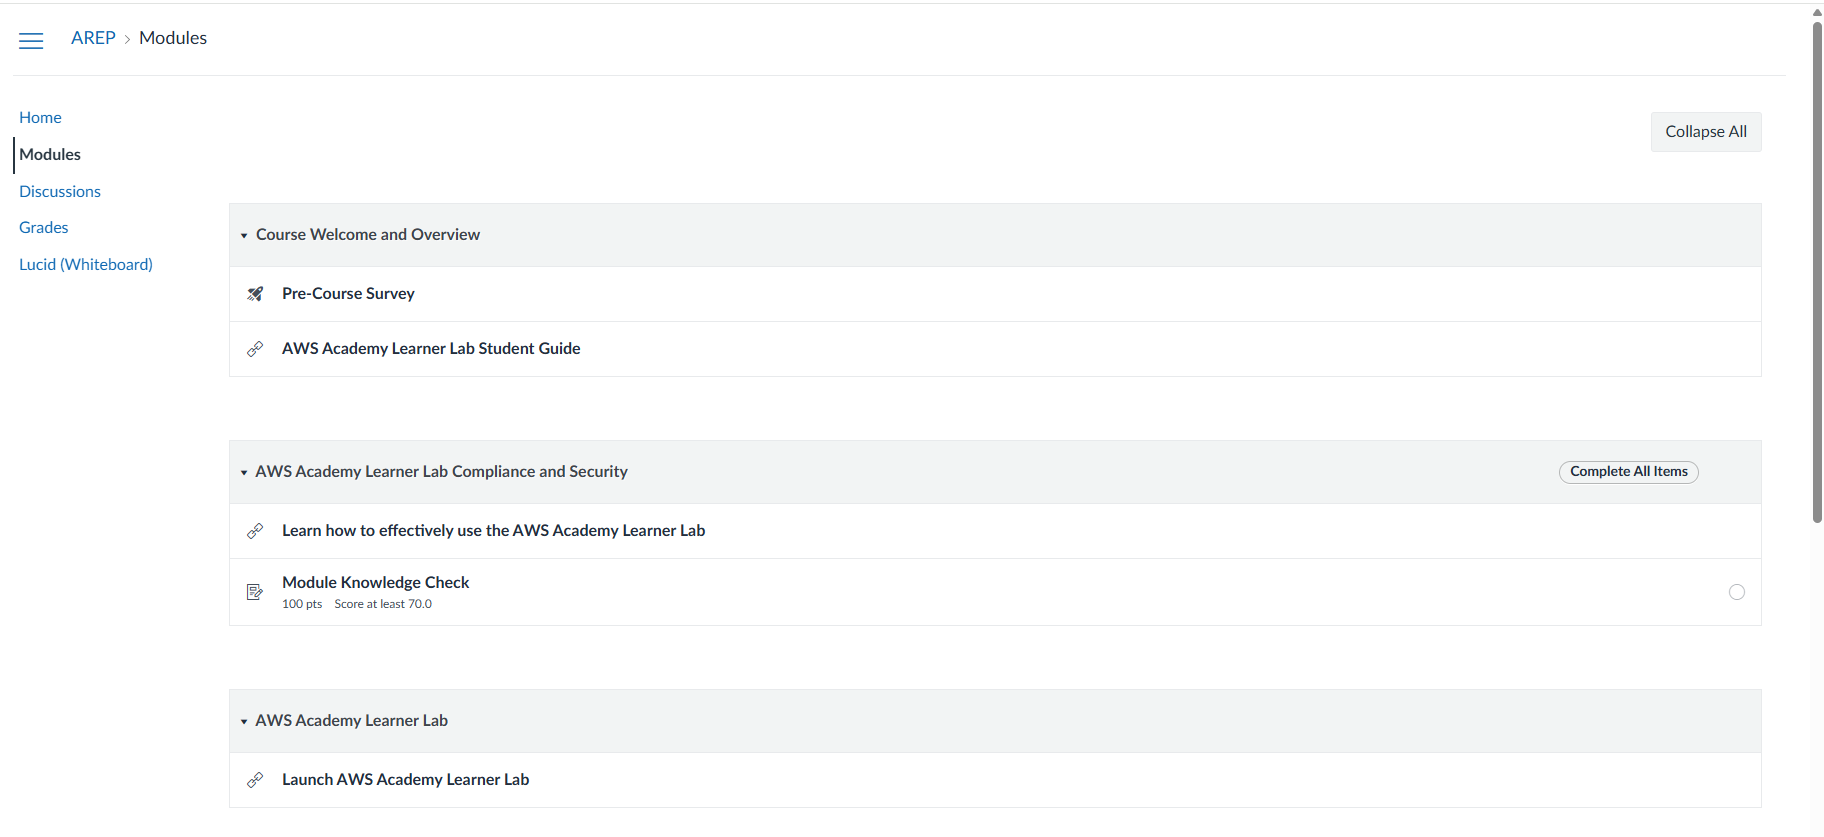 AREP > Modules
Home
Modules
Discussions
Grades
Lucid (Whiteboard)
Collapse All
Course Welcome and Overview
Pre-Course Survey
AWS Academy Learner Lab Student Guide
AWS Academy Learner Lab Compliance and Security
Complete All Items
Learn how to effectively use the AWS Academy Learner Lab
Module Knowledge Check
100 pts Score at least 70.0
AWS Academy Learner Lab
Launch AWS Academy Learner Lab